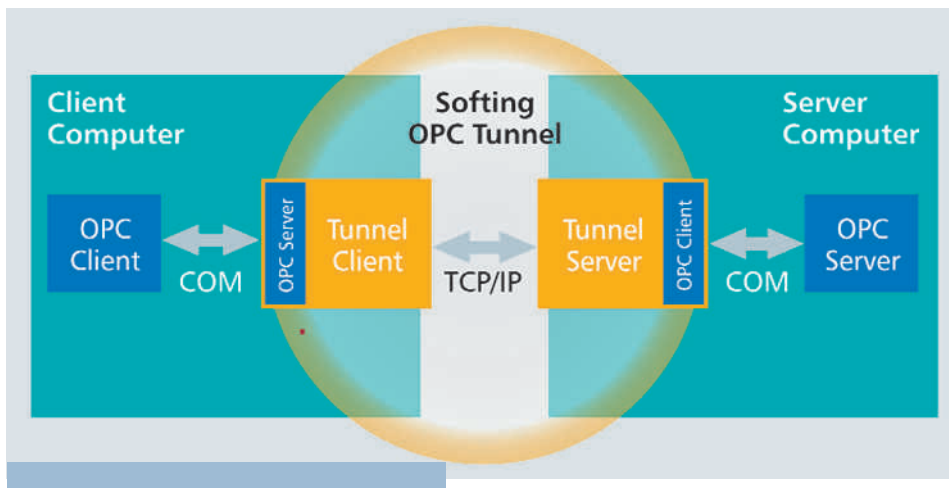 Client
Computer
Softing
OPC Tunnel
Server
Computer
OPC
Client
COM
OPC Server
Tunnel
Client
TCP/IP
Tunnel
Server
OPC Client
COM
OPC
Server